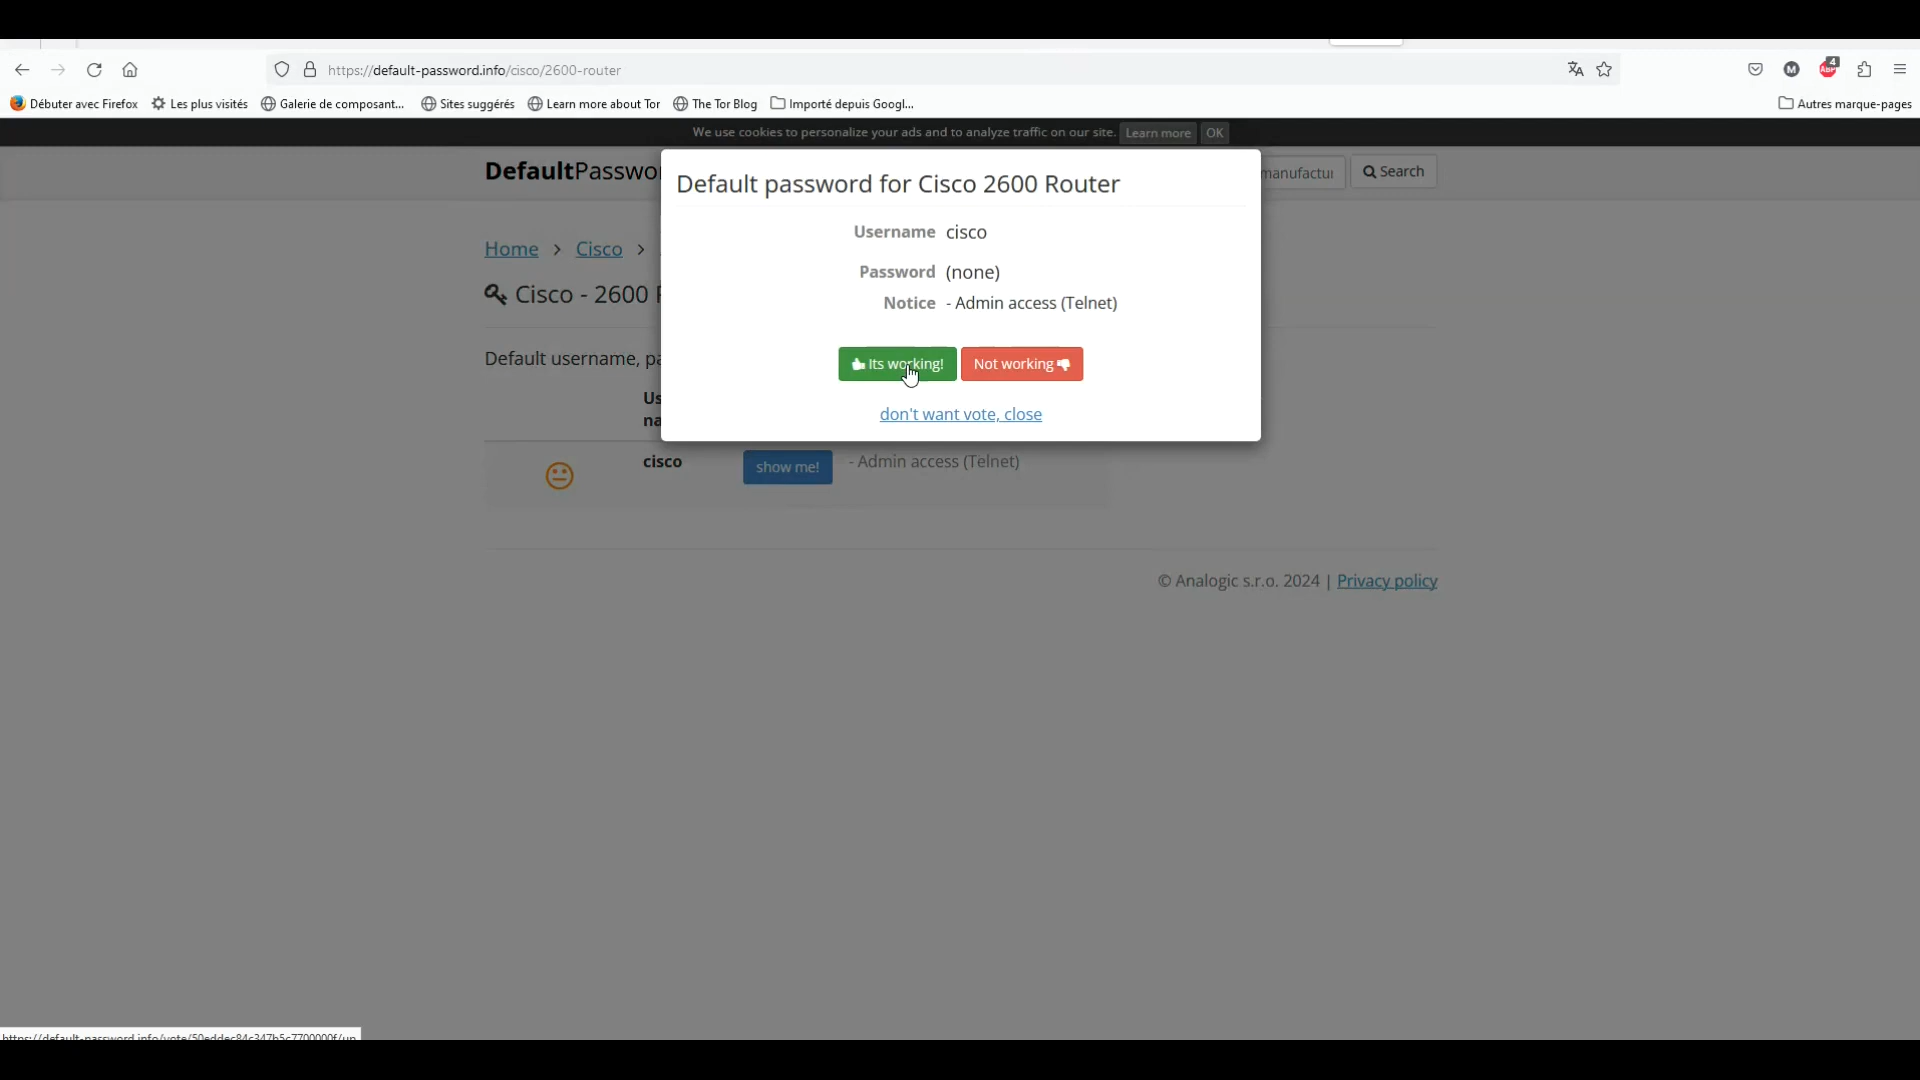 https://default-password.info/cisco/2600-router
Débuter avec Firefox Les plus visités Galerie de composant... Sites suggérés Learn more about Tor The Tor Blog Importé depuis Googl... Autres marque-pages
We use cookies to personalize your ads and to analyze traffic on our site. Learn more OK
DefaultPasswor
manufactur Search
Default password for Cisco 2600 Router
Username cisco
Password (none)
Notice - Admin access (Telnet)
Its working! Not working
don't want vote, close
Home > Cisco >
Cisco - 2600 R
Default username, pa
Us
na
cisco show me! - Admin access (Telnet)
© Analogic s.r.o. 2024 | Privacy policy